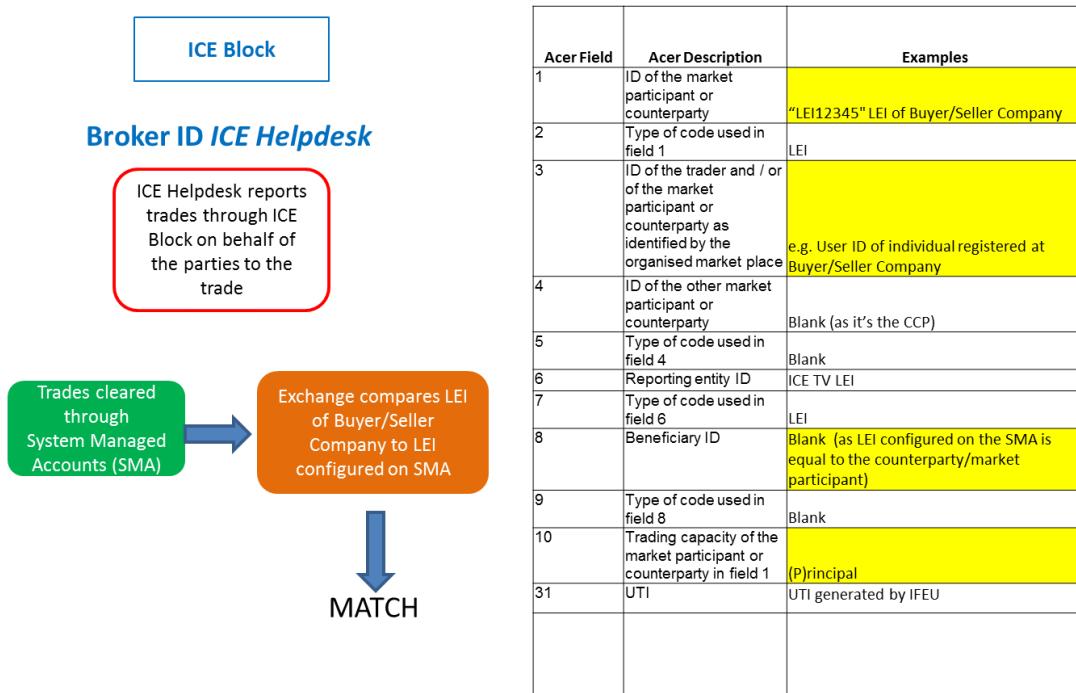 ICE Block
Broker ID ICE Helpdesk
ICE Helpdesk reports
trades through ICE
Block on behalf of
the parties to the
trade
Trades cleared
through
System Managed
Accounts (SMA)
Exchange compares LEI
of Buyer/Seller
Company to LEI
configured on SMA
MATCH
Acer Field Acer Description Examples
1
ID of the market
participant or
counterparty
“LEI12345" LEI of Buyer/Seller Company
2
Type of code used in
field 1
LEI
3
ID of the trader and / or
of the market
participant or
counterparty as
identified by the
organised market place
e.g. User ID of individual registered at
Buyer/Seller Company
4
ID of the other market
participant or
counterparty
Blank (as it’s the CCP)
5
Type of code used in
field 4
Blank
6
Reporting entity ID
ICE TV LEI
7
Type of code used in
field 6
LEI
8
Beneficiary ID
Blank (as LEI configured on the SMA is
equal to the counterparty/market
participant)
9
Type of code used in
field 8
Blank
10
Trading capacity of the
market participant or
counterparty in field 1
(P)rincipal
31
UTI
UTI generated by IFEU